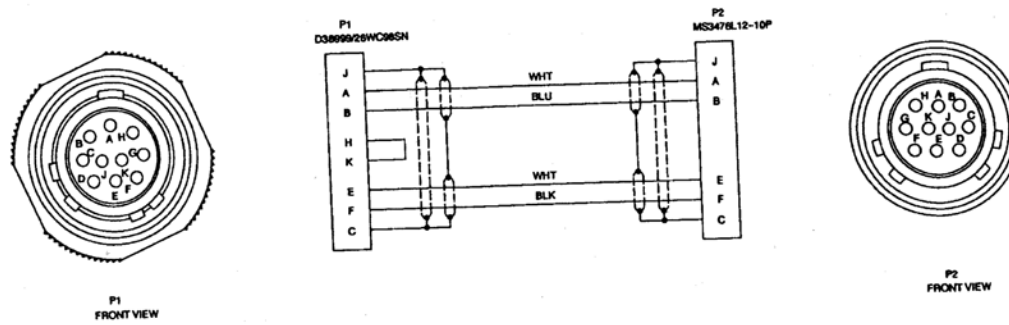 P1
D38999/26WC98SN
P2
MS3476L12-10P
J
A
B
H
K
E
F
C
WHT
BLU
WHT
BLK
J
A
B
E
F
C
A
H
B
C
G
D
J
K
E
F
P1
FRONT VIEW
H
A
B
G
K
J
C
F
E
D
P2
FRONT VIEW